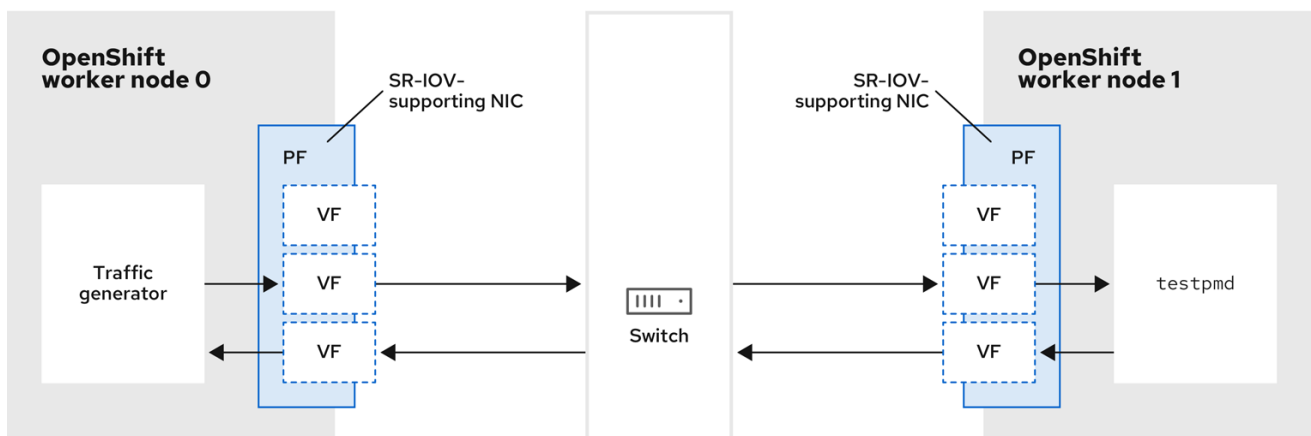 OpenShift
worker node 0
SR-IOV-
supporting NIC
SR-IOV-
supporting NIC
OpenShift
worker node 1
PF
PF
VF
VF
Traffic
generator
VF
VF
testpmd
Switch
VF
VF